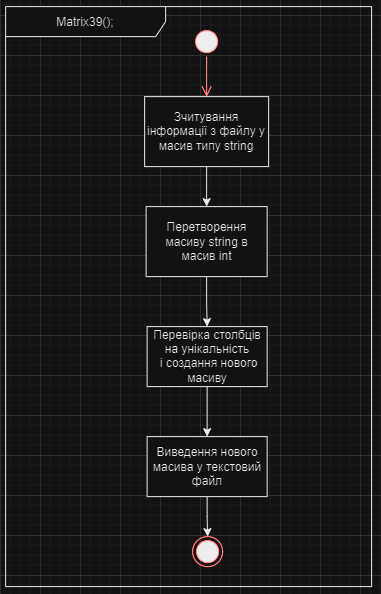 Matrix39();
Зчитування
інформації з файлу у
масив типу string
Перетворення
масиву string в
масив int
Перевірка столбців
на унікальність
і создания нового
масиву
Виведення нового
масива у текстовий
файл